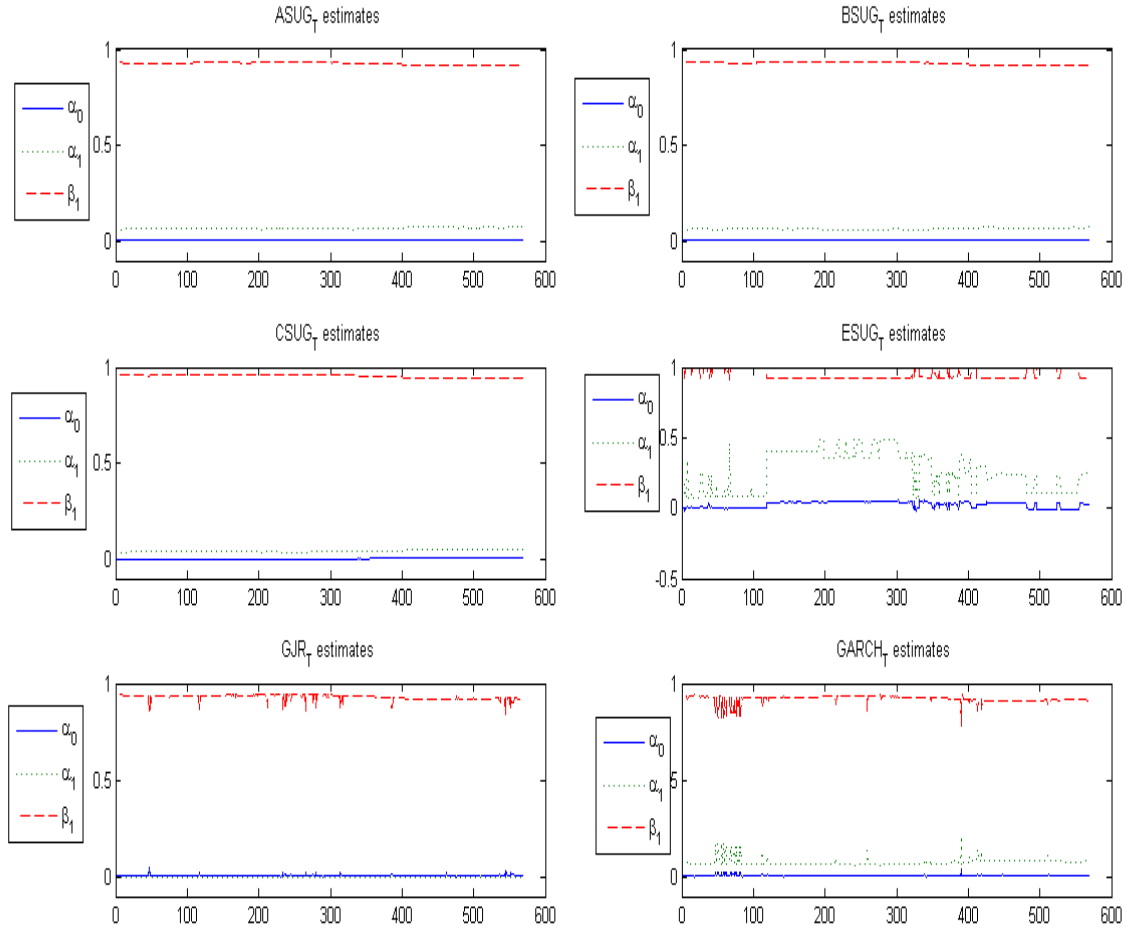 ASUG_T estimates
1
0.5
0
0 100 200 300 400 500 600
α_0
α_1
β_1
BSUG_T estimates
1
0.5
0
0 100 200 300 400 500 600
α_0
α_1
β_1
CSUG_T estimates
1
0.5
0
0 100 200 300 400 500 600
α_0
α_1
β_1
ESUG_T estimates
1
0.5
0
-0.5
0 100 200 300 400 500 600
α_0
α_1
β_1
GJR_T estimates
1
0.5
0
0 100 200 300 400 500 600
α_0
α_1
β_1
GARCH_T estimates
1
0.5
0
0 100 200 300 400 500 600
α_0
α_1
β_1